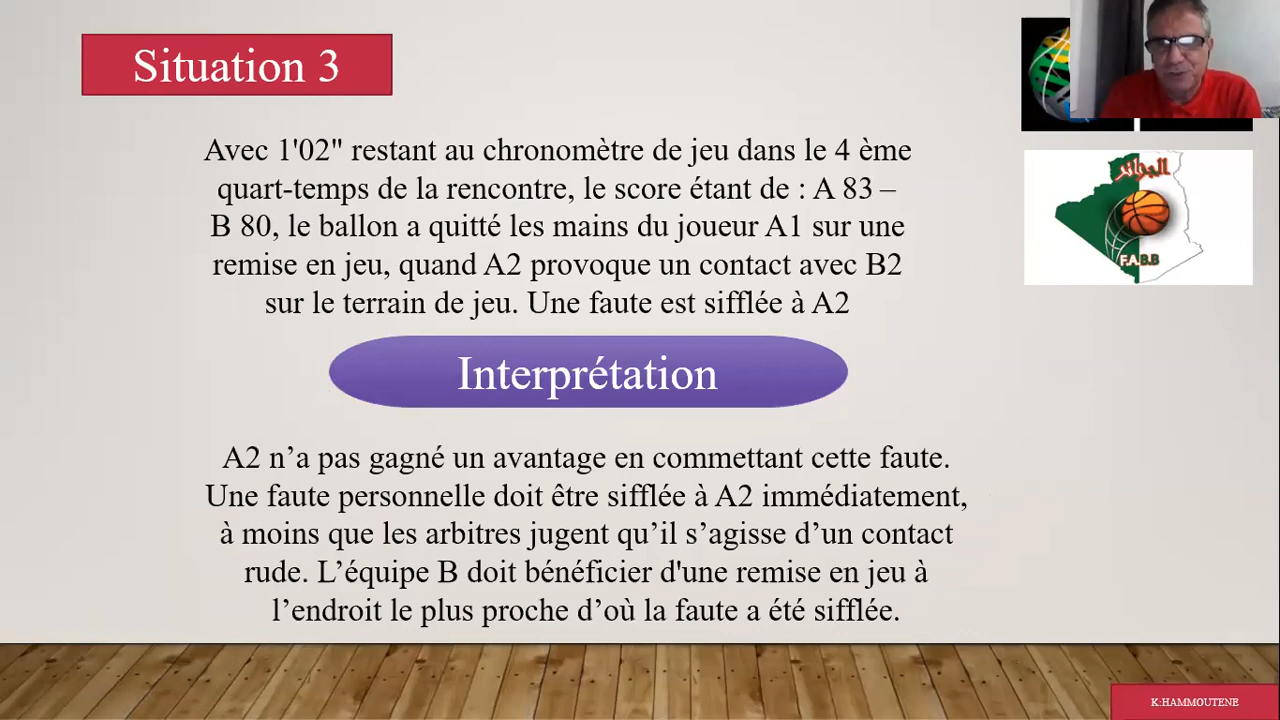 Situation 3
Avec 1'02" restant au chronomètre de jeu dans le 4 ème
quart-temps de la rencontre, le score étant de : A 83 –
B 80, le ballon a quitté les mains du joueur A1 sur une
remise en jeu, quand A2 provoque un contact avec B2
sur le terrain de jeu. Une faute est sifflée à A2
الجزائر
F.A.B.B
Interprétation
A2 n’a pas gagné un avantage en commettant cette faute.
Une faute personnelle doit être sifflée à A2 immédiatement,
à moins que les arbitres jugent qu’il s’agisse d’un contact
rude. L’équipe B doit bénéficier d'une remise en jeu à
l’endroit le plus proche d’où la faute a été sifflée.
K:HAMMOUTENE